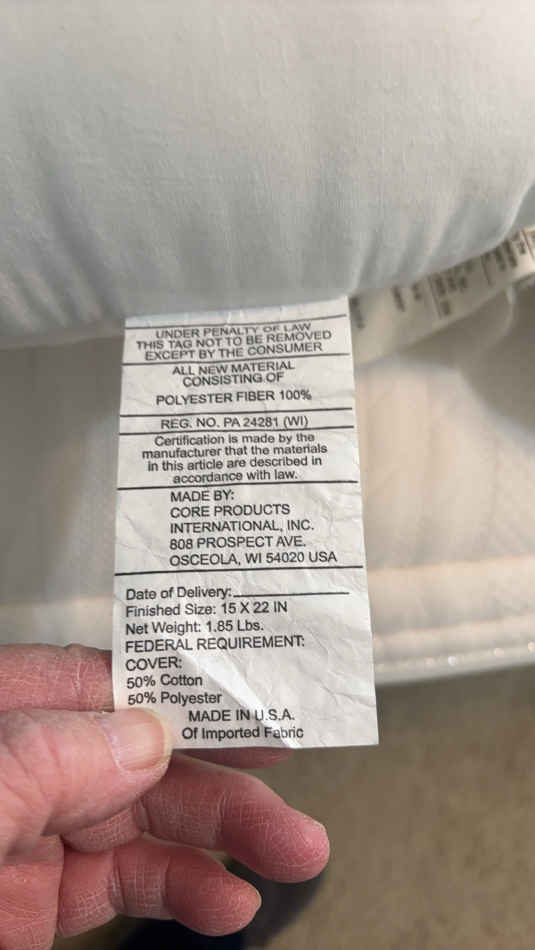 UNDER PENALTY OF LAW
THIS TAG NOT TO BE REMOVED
EXCEPT BY THE CONSUMER
ALL NEW MATERIAL
CONSISTING OF
POLYESTER FIBER 100%
REG. NO. PA 24281 (WI)
Certification is made by the
manufacturer that the materials
in this article are described in
accordance with law.
MADE BY:
CORE PRODUCTS
INTERNATIONAL, INC.
808 PROSPECT AVE.
OSCEOLA, WI 54020 USA
Date of Delivery:
Finished Size: 15 X 22 IN
Net Weight: 1.85 Lbs.
FEDERAL REQUIREMENT:
COVER:
50% Cotton
50% Polyester
MADE IN U.S.A.
Of Imported Fabric